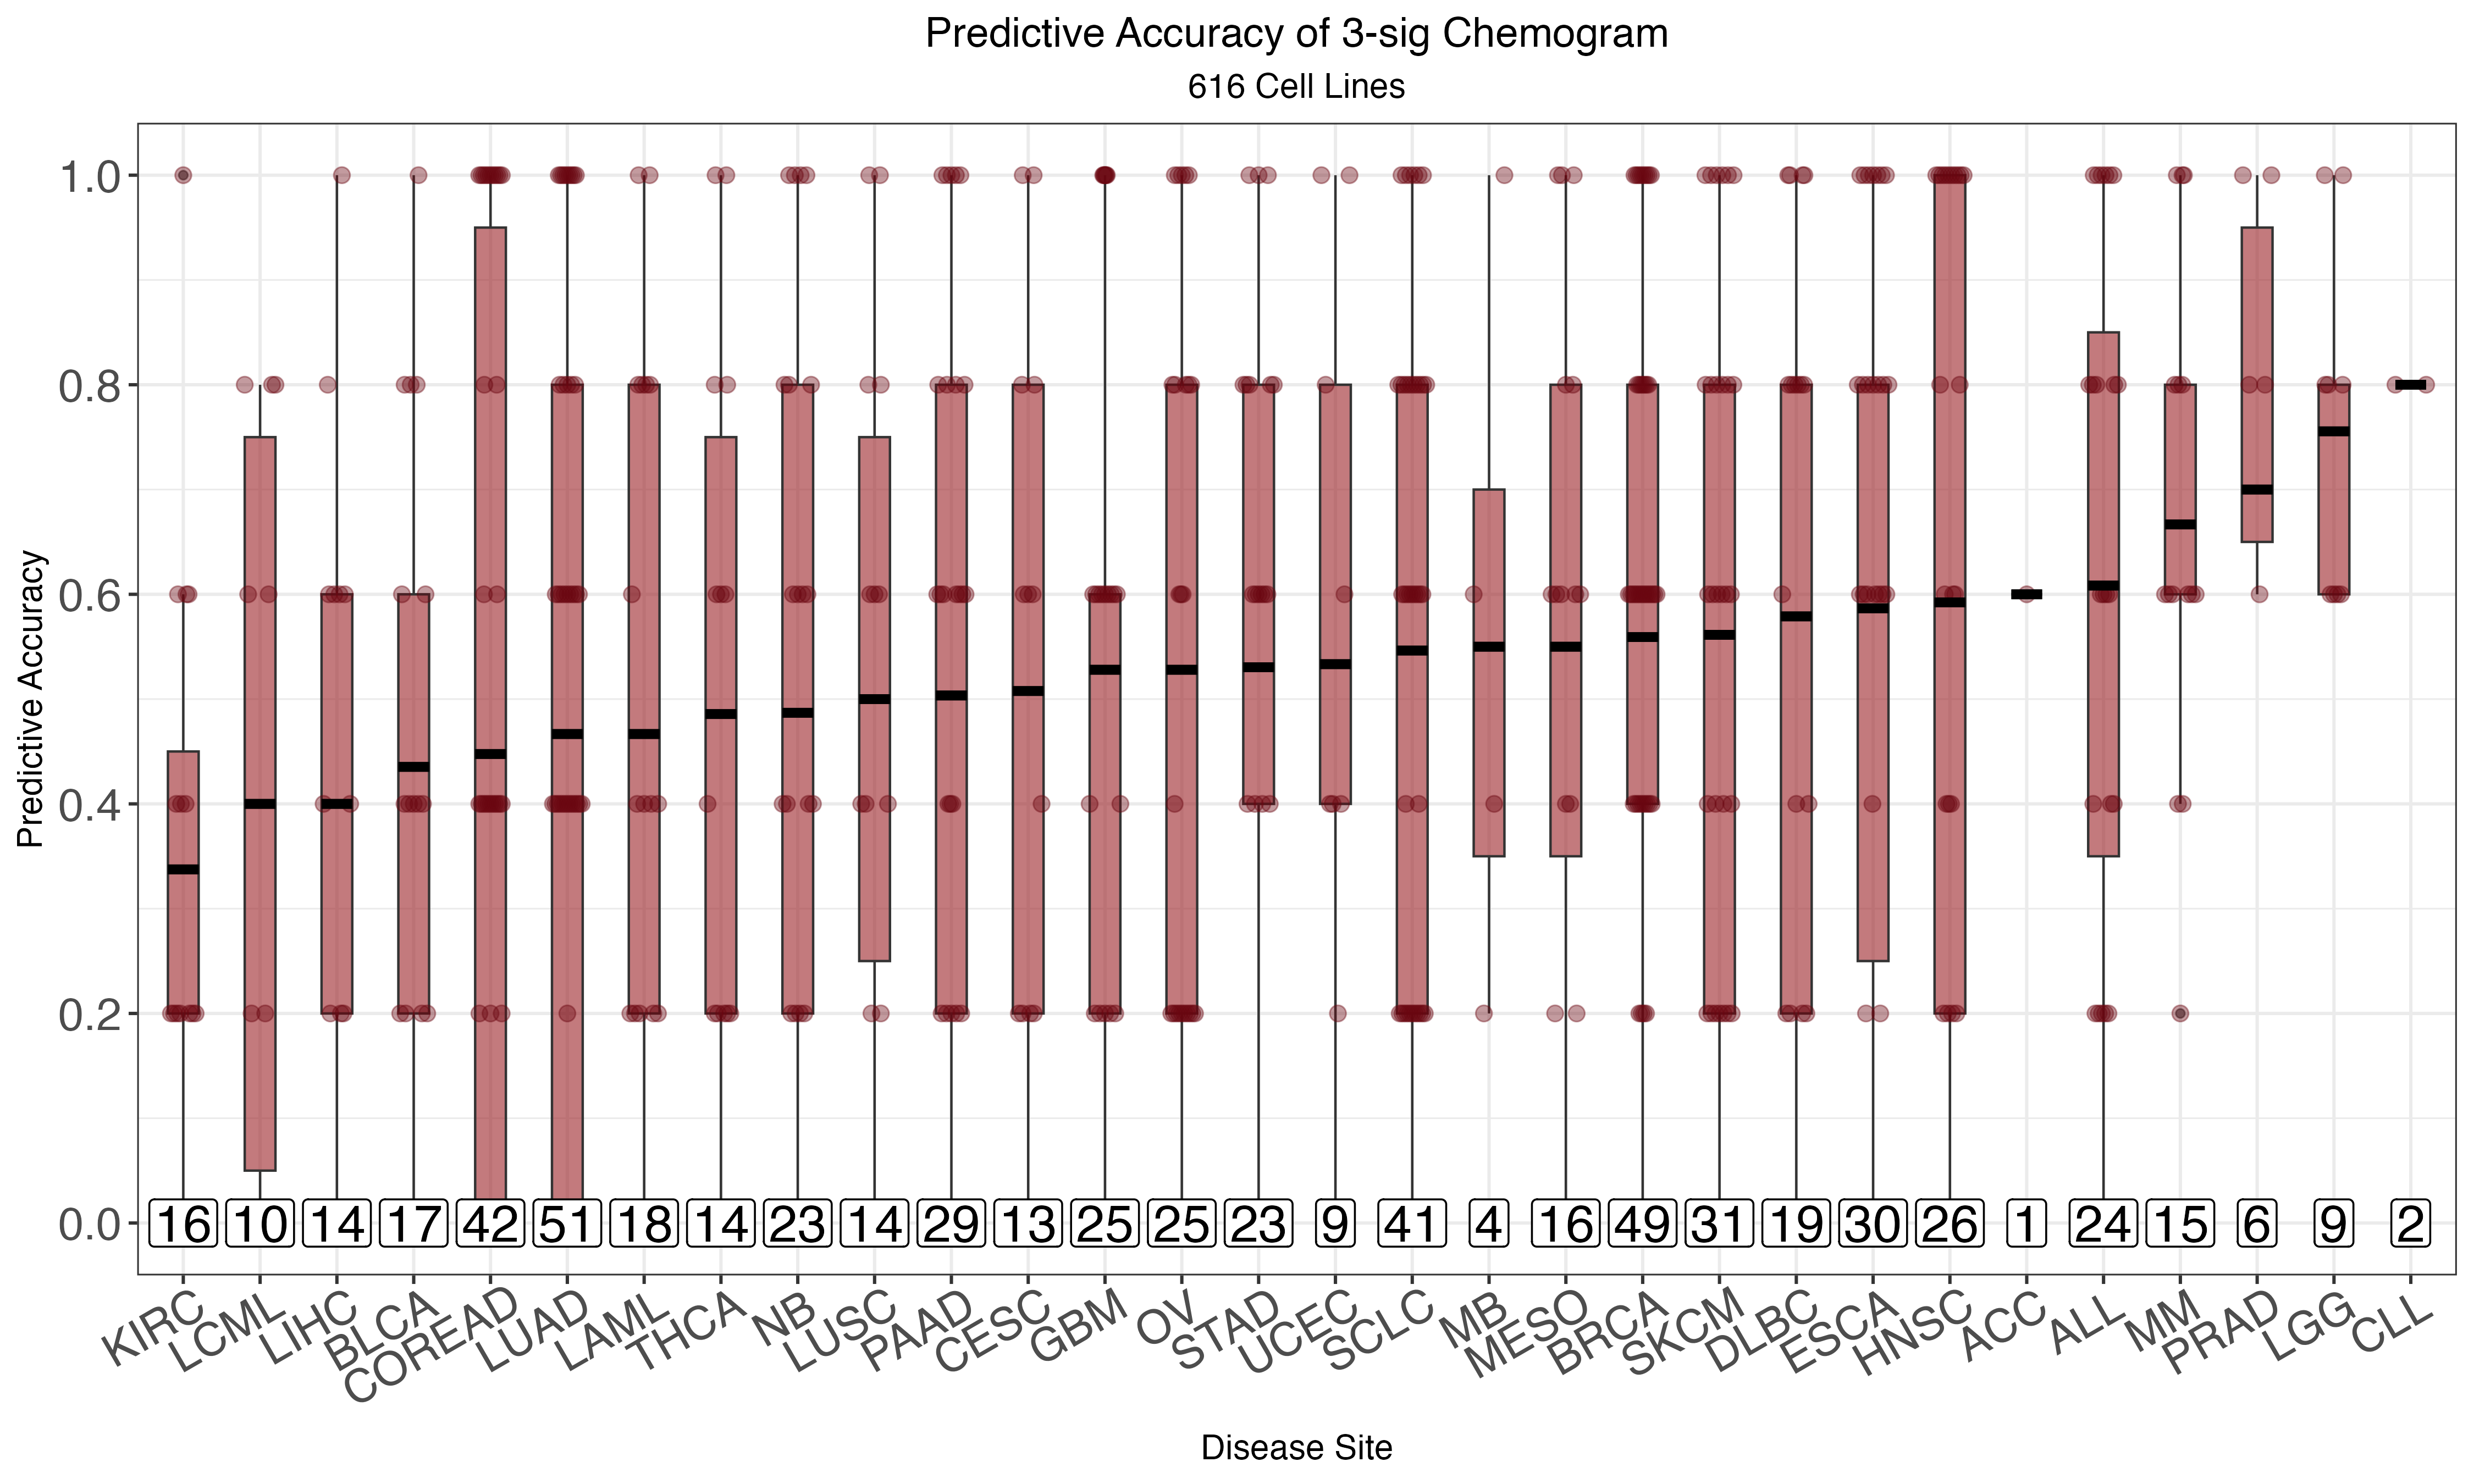 Predictive Accuracy of 3-sig Chemogram
616 Cell Lines
Predictive Accuracy
1.0
0.8
0.6
0.4
0.2
0.0
16 10 14 17 42 51 18 14 23 14 29 13 25 25 23 9 41 4 16 49 31 19 30 26 1 24 15 6 9 2
KIRC LCML LIHC BLCA COREAD LUAD LAML THCA NB LUSC PAAD CESC GBM OV STAD UCEC SCLC MB MESO BRCA SKCM DLBC ESCA HNSC ACC ALL MM PRAD LGG CLL
Disease Site